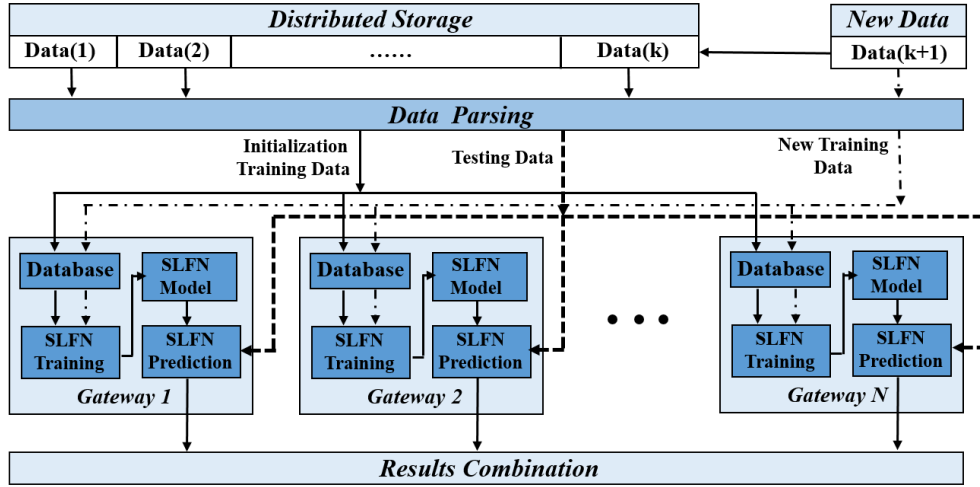 Distributed Storage
New Data
Data(1) Data(2) ...... Data(k)
Data(k+1)
Data Parsing
Initialization
Training Data
Testing Data
New Training
Data
Database
SLFN
Model
SLFN
Training
SLFN
Prediction
Gateway 1
Database
SLFN
Model
SLFN
Training
SLFN
Prediction
Gateway 2
• • •
Database
SLFN
Model
SLFN
Training
SLFN
Prediction
Gateway N
Results Combination